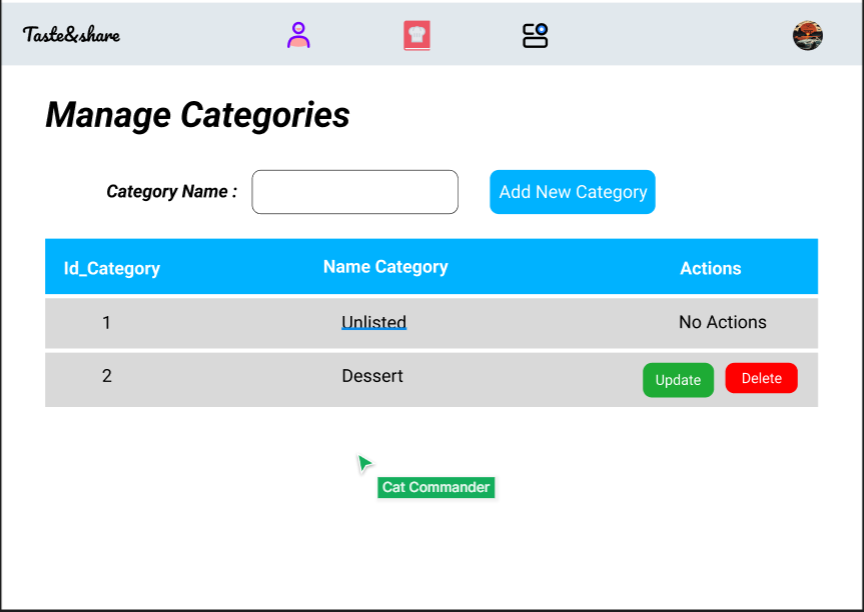 Taste&share
Manage Categories
Category Name :
Add New Category
Id_Category Name Category Actions
1 Unlisted No Actions
2 Dessert Update Delete
Cat Commander